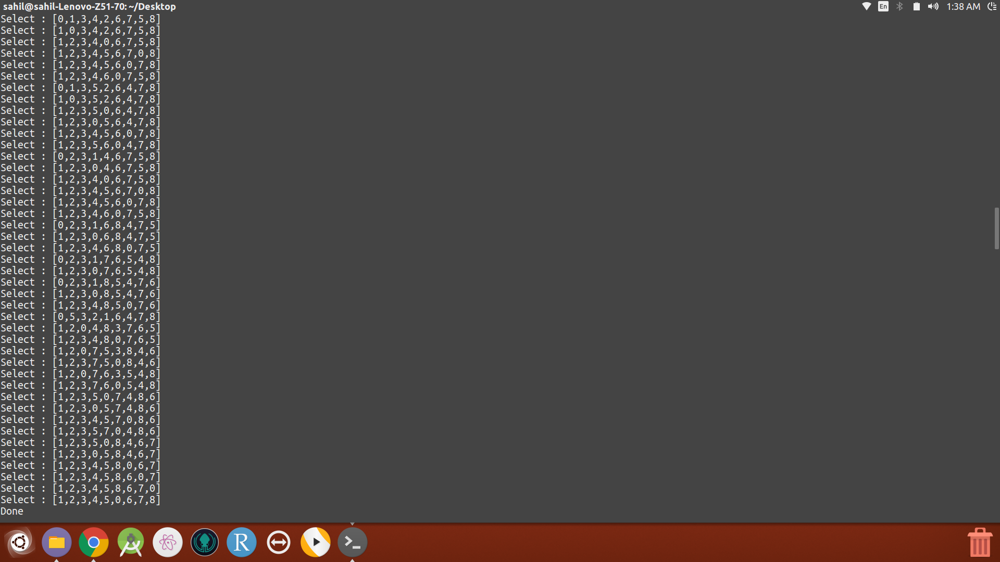 sahil@sahil-Lenovo-Z51-70: ~/Desktop
En
1:38 AM
Select : [0,1,3,4,2,6,7,5,8]
Select : [1,0,3,4,2,6,7,5,8]
Select : [1,2,3,4,0,6,7,5,8]
Select : [1,2,3,4,5,6,7,0,8]
Select : [1,2,3,4,5,6,0,7,8]
Select : [1,2,3,4,6,0,7,5,8]
Select : [0,1,3,5,2,6,4,7,8]
Select : [1,0,3,5,2,6,4,7,8]
Select : [1,2,3,5,0,6,4,7,8]
Select : [1,2,3,0,5,6,4,7,8]
Select : [1,2,3,4,5,6,0,7,8]
Select : [1,2,3,5,6,0,4,7,8]
Select : [0,2,3,1,4,6,7,5,8]
Select : [1,2,3,0,4,6,7,5,8]
Select : [1,2,3,4,0,6,7,5,8]
Select : [1,2,3,4,5,6,7,0,8]
Select : [1,2,3,4,5,6,0,7,8]
Select : [1,2,3,4,6,0,7,5,8]
Select : [0,2,3,1,6,8,4,7,5]
Select : [1,2,3,0,6,8,4,7,5]
Select : [1,2,3,4,6,8,0,7,5]
Select : [0,2,3,1,7,6,5,4,8]
Select : [1,2,3,0,7,6,5,4,8]
Select : [0,2,3,1,8,5,4,7,6]
Select : [1,2,3,0,8,5,4,7,6]
Select : [1,2,3,4,8,5,0,7,6]
Select : [0,5,3,2,1,6,4,7,8]
Select : [1,2,0,4,8,3,7,6,5]
Select : [1,2,3,4,8,0,7,6,5]
Select : [1,2,0,7,5,3,8,4,6]
Select : [1,2,3,7,5,0,8,4,6]
Select : [1,2,0,7,6,3,5,4,8]
Select : [1,2,3,7,6,0,5,4,8]
Select : [1,2,3,5,0,7,4,8,6]
Select : [1,2,3,0,5,7,4,8,6]
Select : [1,2,3,4,5,7,0,8,6]
Select : [1,2,3,5,7,0,4,8,6]
Select : [1,2,3,5,0,8,4,6,7]
Select : [1,2,3,0,5,8,4,6,7]
Select : [1,2,3,4,5,8,0,6,7]
Select : [1,2,3,4,5,8,6,0,7]
Select : [1,2,3,4,5,8,6,7,0]
Select : [1,2,3,4,5,0,6,7,8]
Done
R